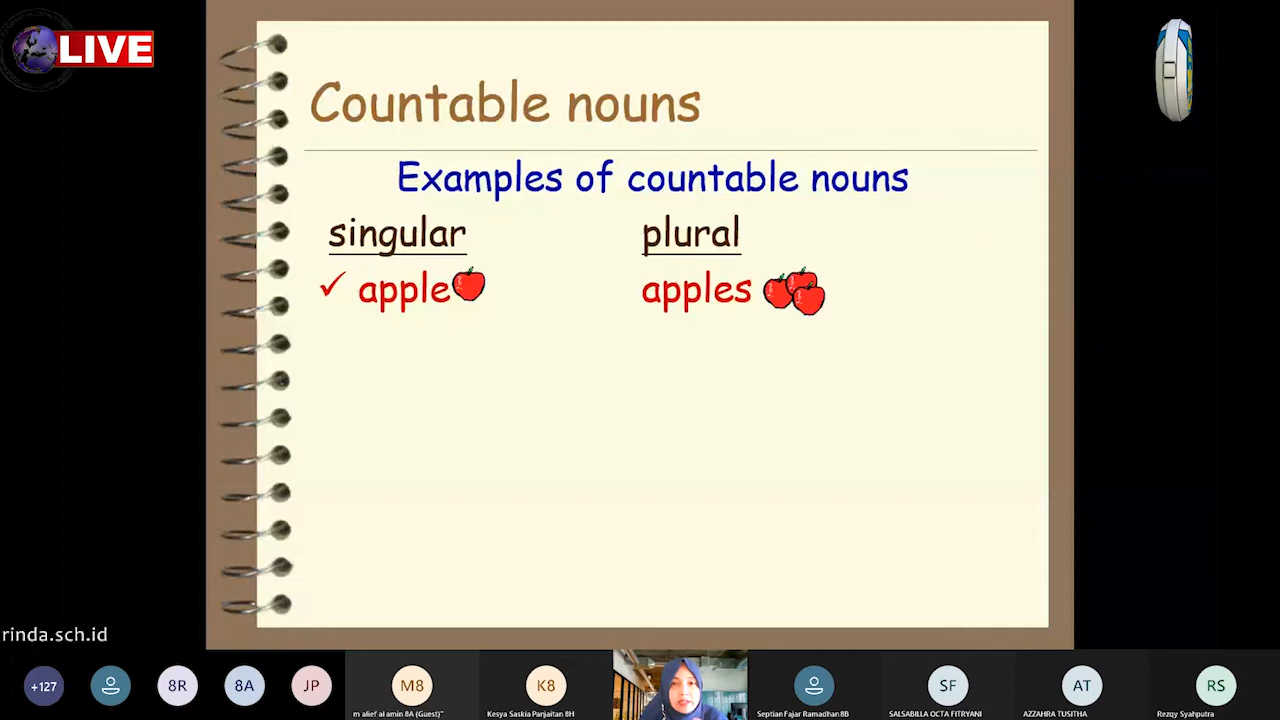 LIVE
Countable nouns
Examples of countable nouns
singular plural
✓ apple apples
rinda.sch.id
+127 8R 8A JP M8 K8 SF AT RS
m alief al amin 8A (Guest)"
Kesya Saskia Panjaitan 8H
Septian Fajar Ramadhan 8B
SALSABILLA OCTA FITRYANI
AZZAHRA TUSITHA
Rezqy Syahputra